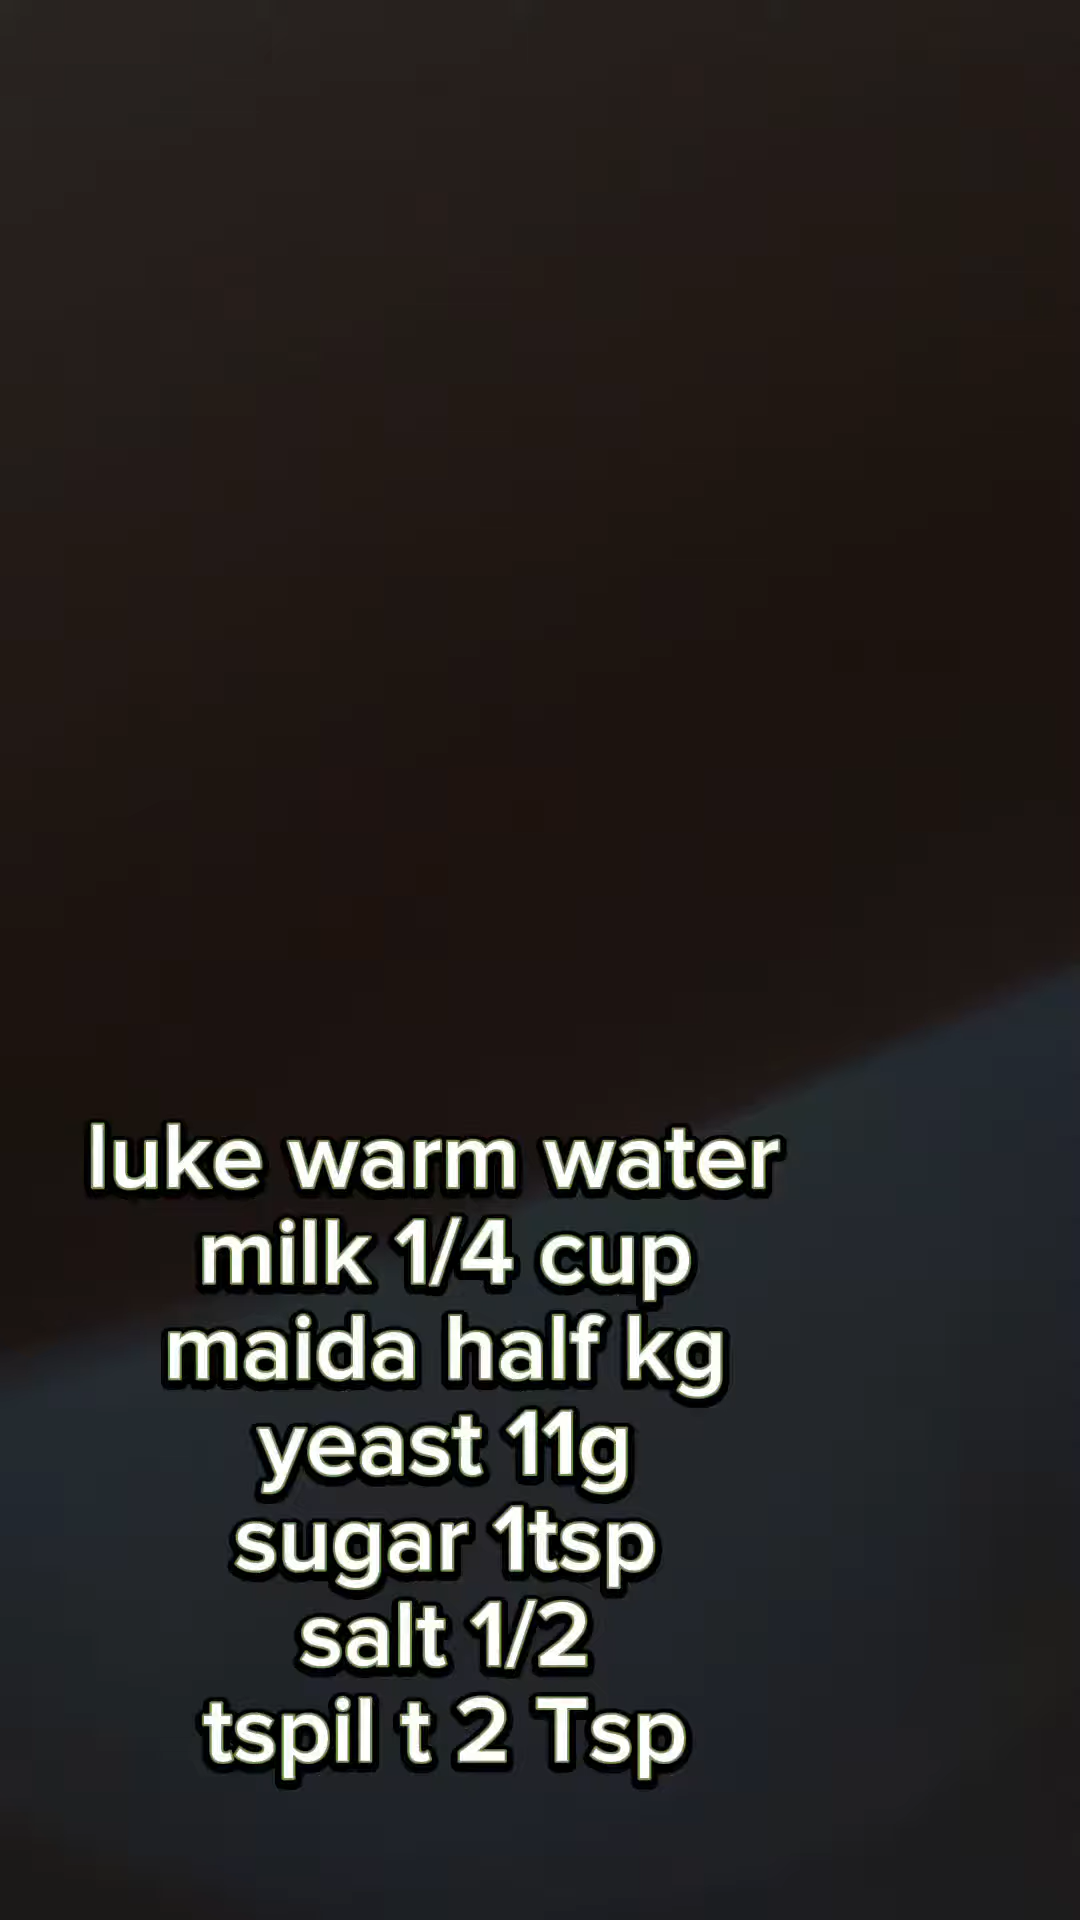 luke warm water
milk 1/4 cup
maida half kg
yeast 11g
sugar 1tsp
salt 1/2
tspil t 2 Tsp